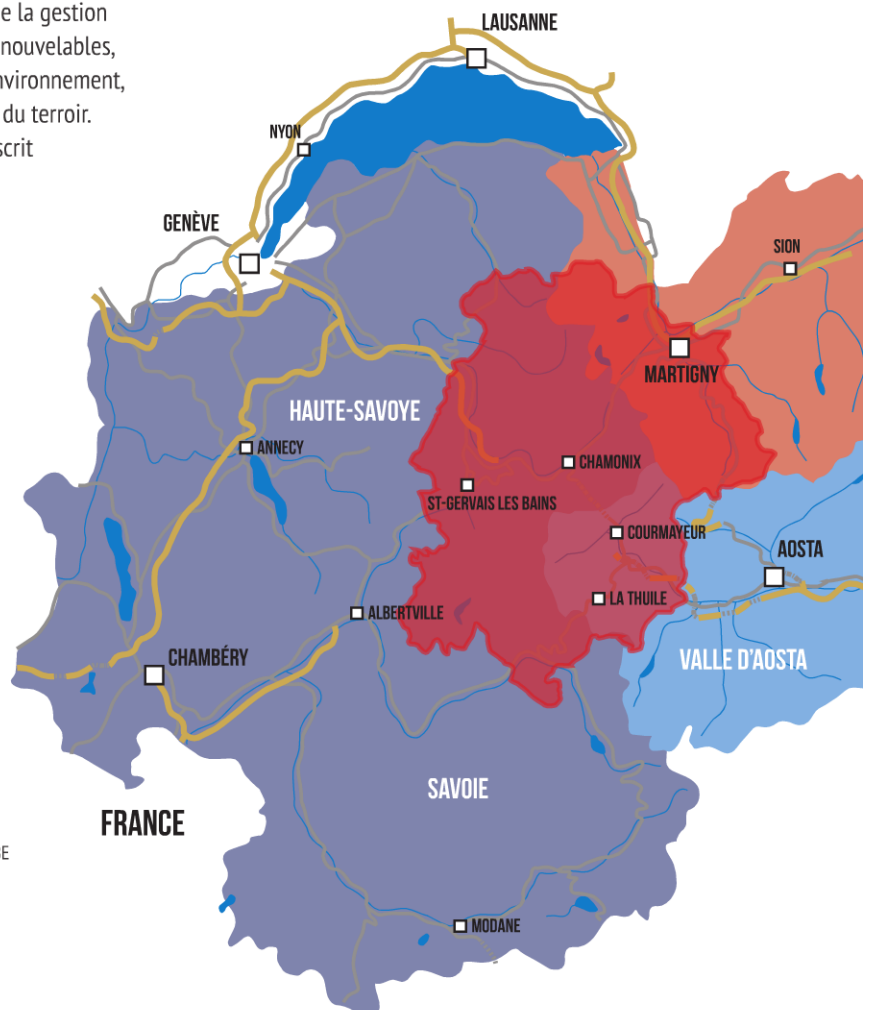 e la gestion
nouvelables,
nvironnement,
du terroir.
scrit
LAUSANNE
NYON
GENÈVE
SION
MARTIGNY
HAUTE-SAVOYE
ANNECY
CHAMONIX
ST-GERVAIS LES BAINS
COURMAYEUR
AOSTA
LA THUILE
ALBERTVILLE
CHAMBÉRY
VALLE D'AOSTA
SAVOIE
FRANCE
MODANE